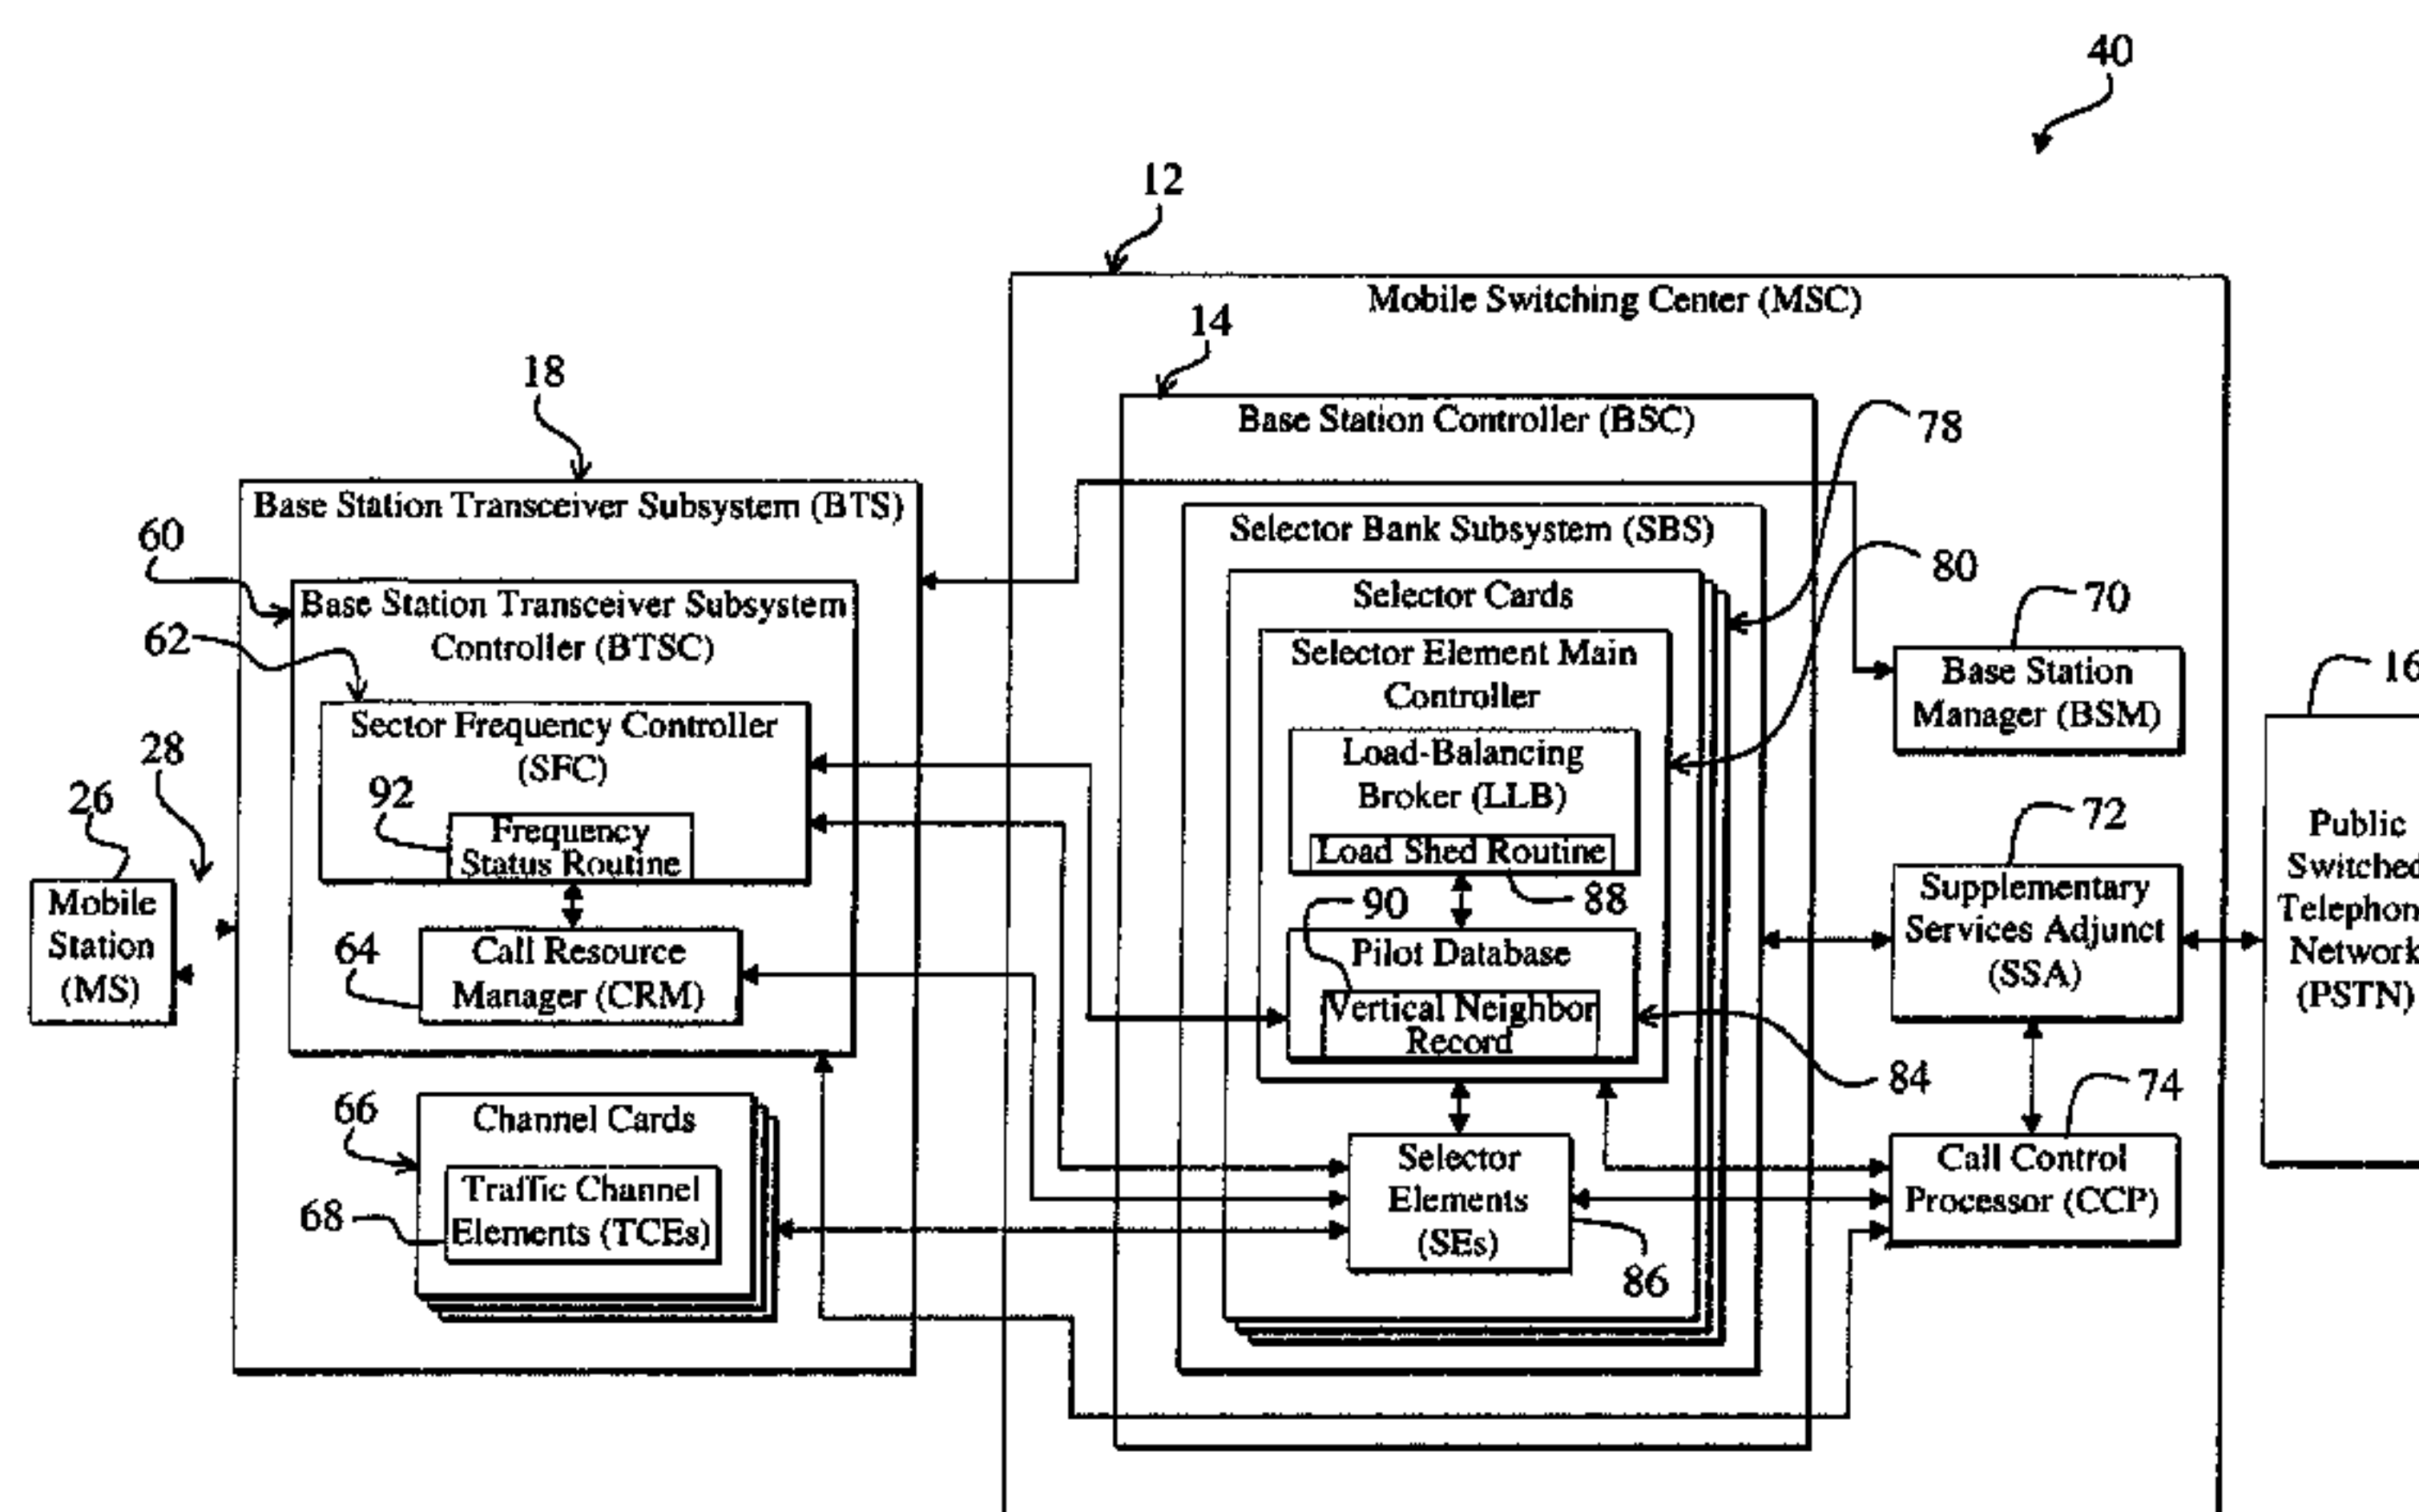 40
12
Mobile Switching Center (MSC)
14
Base Station Controller (BSC)
78
18
Base Station Transceiver Subsystem (BTS)
60
Base Station Transceiver Subsystem
Controller (BTSC)
62
Sector Frequency Controller
(SFC)
92
Frequency
Status Routine
28
26
Mobile
Station
(MS)
64
Call Resource
Manager (CRM)
66
Channel Cards
68
Traffic Channel
Elements (TCEs)
Selector Bank Subsystem (SBS)
80
Selector Cards
Selector Element Main
Controller
Load-Balancing
Broker (LLB)
Load Shed Routine
88
90
Pilot Database
Vertical Neighbor
Record
84
Selector
Elements
(SEs)
86
70
Base Station
Manager (BSM)
72
Supplementary
Services Adjunct
(SSA)
74
Call Control
Processor (CCP)
16
Public
Switched
Telephon
Network
(PSTN)